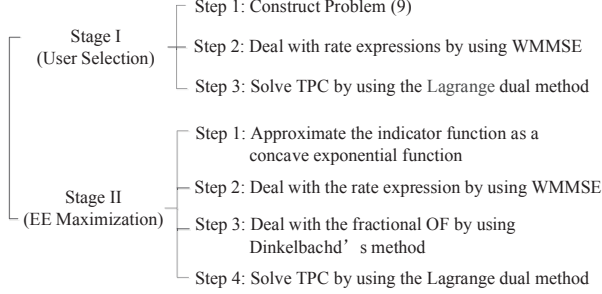 Step 1: Construct Problem (9)
Stage I
(User Selection)
Step 2: Deal with rate expressions by using WMMSE
Step 3: Solve TPC by using the Lagrange dual method
Step 1: Approximate the indicator function as a
concave exponential function
Stage II
(EE Maximization)
Step 2: Deal with the rate expression by using WMMSE
Step 3: Deal with the fractional OF by using
Dinkelbachd’ s method
Step 4: Solve TPC by using the Lagrange dual method